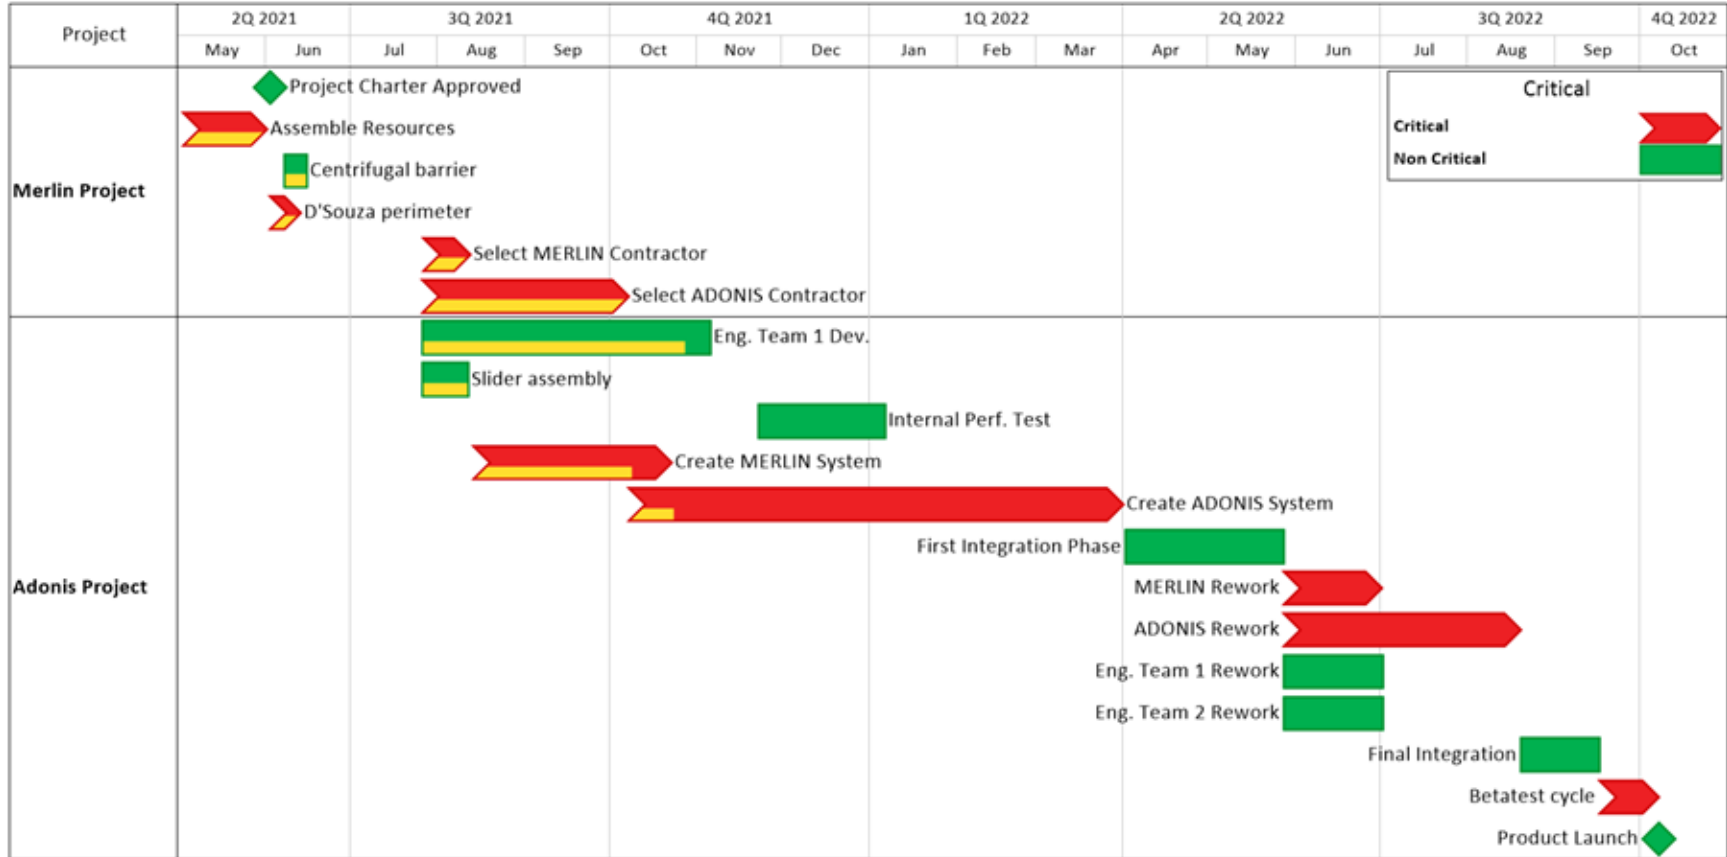 Project
2Q 2021 3Q 2021 4Q 2021 1Q 2022 2Q 2022 3Q 2022 4Q 2022
May Jun Jul Aug Sep Oct Nov Dec Jan Feb Mar Apr May Jun Jul Aug Sep Oct
Critical
Critical
Non Critical
Merlin Project
Project Charter Approved
Assemble Resources
Centrifugal barrier
D'Souza perimeter
Select MERLIN Contractor
Select ADONIS Contractor
Adonis Project
Eng. Team 1 Dev.
Slider assembly
Internal Perf. Test
Create MERLIN System
Create ADONIS System
First Integration Phase
MERLIN Rework
ADONIS Rework
Eng. Team 1 Rework
Eng. Team 2 Rework
Final Integration
Betatest cycle
Product Launch